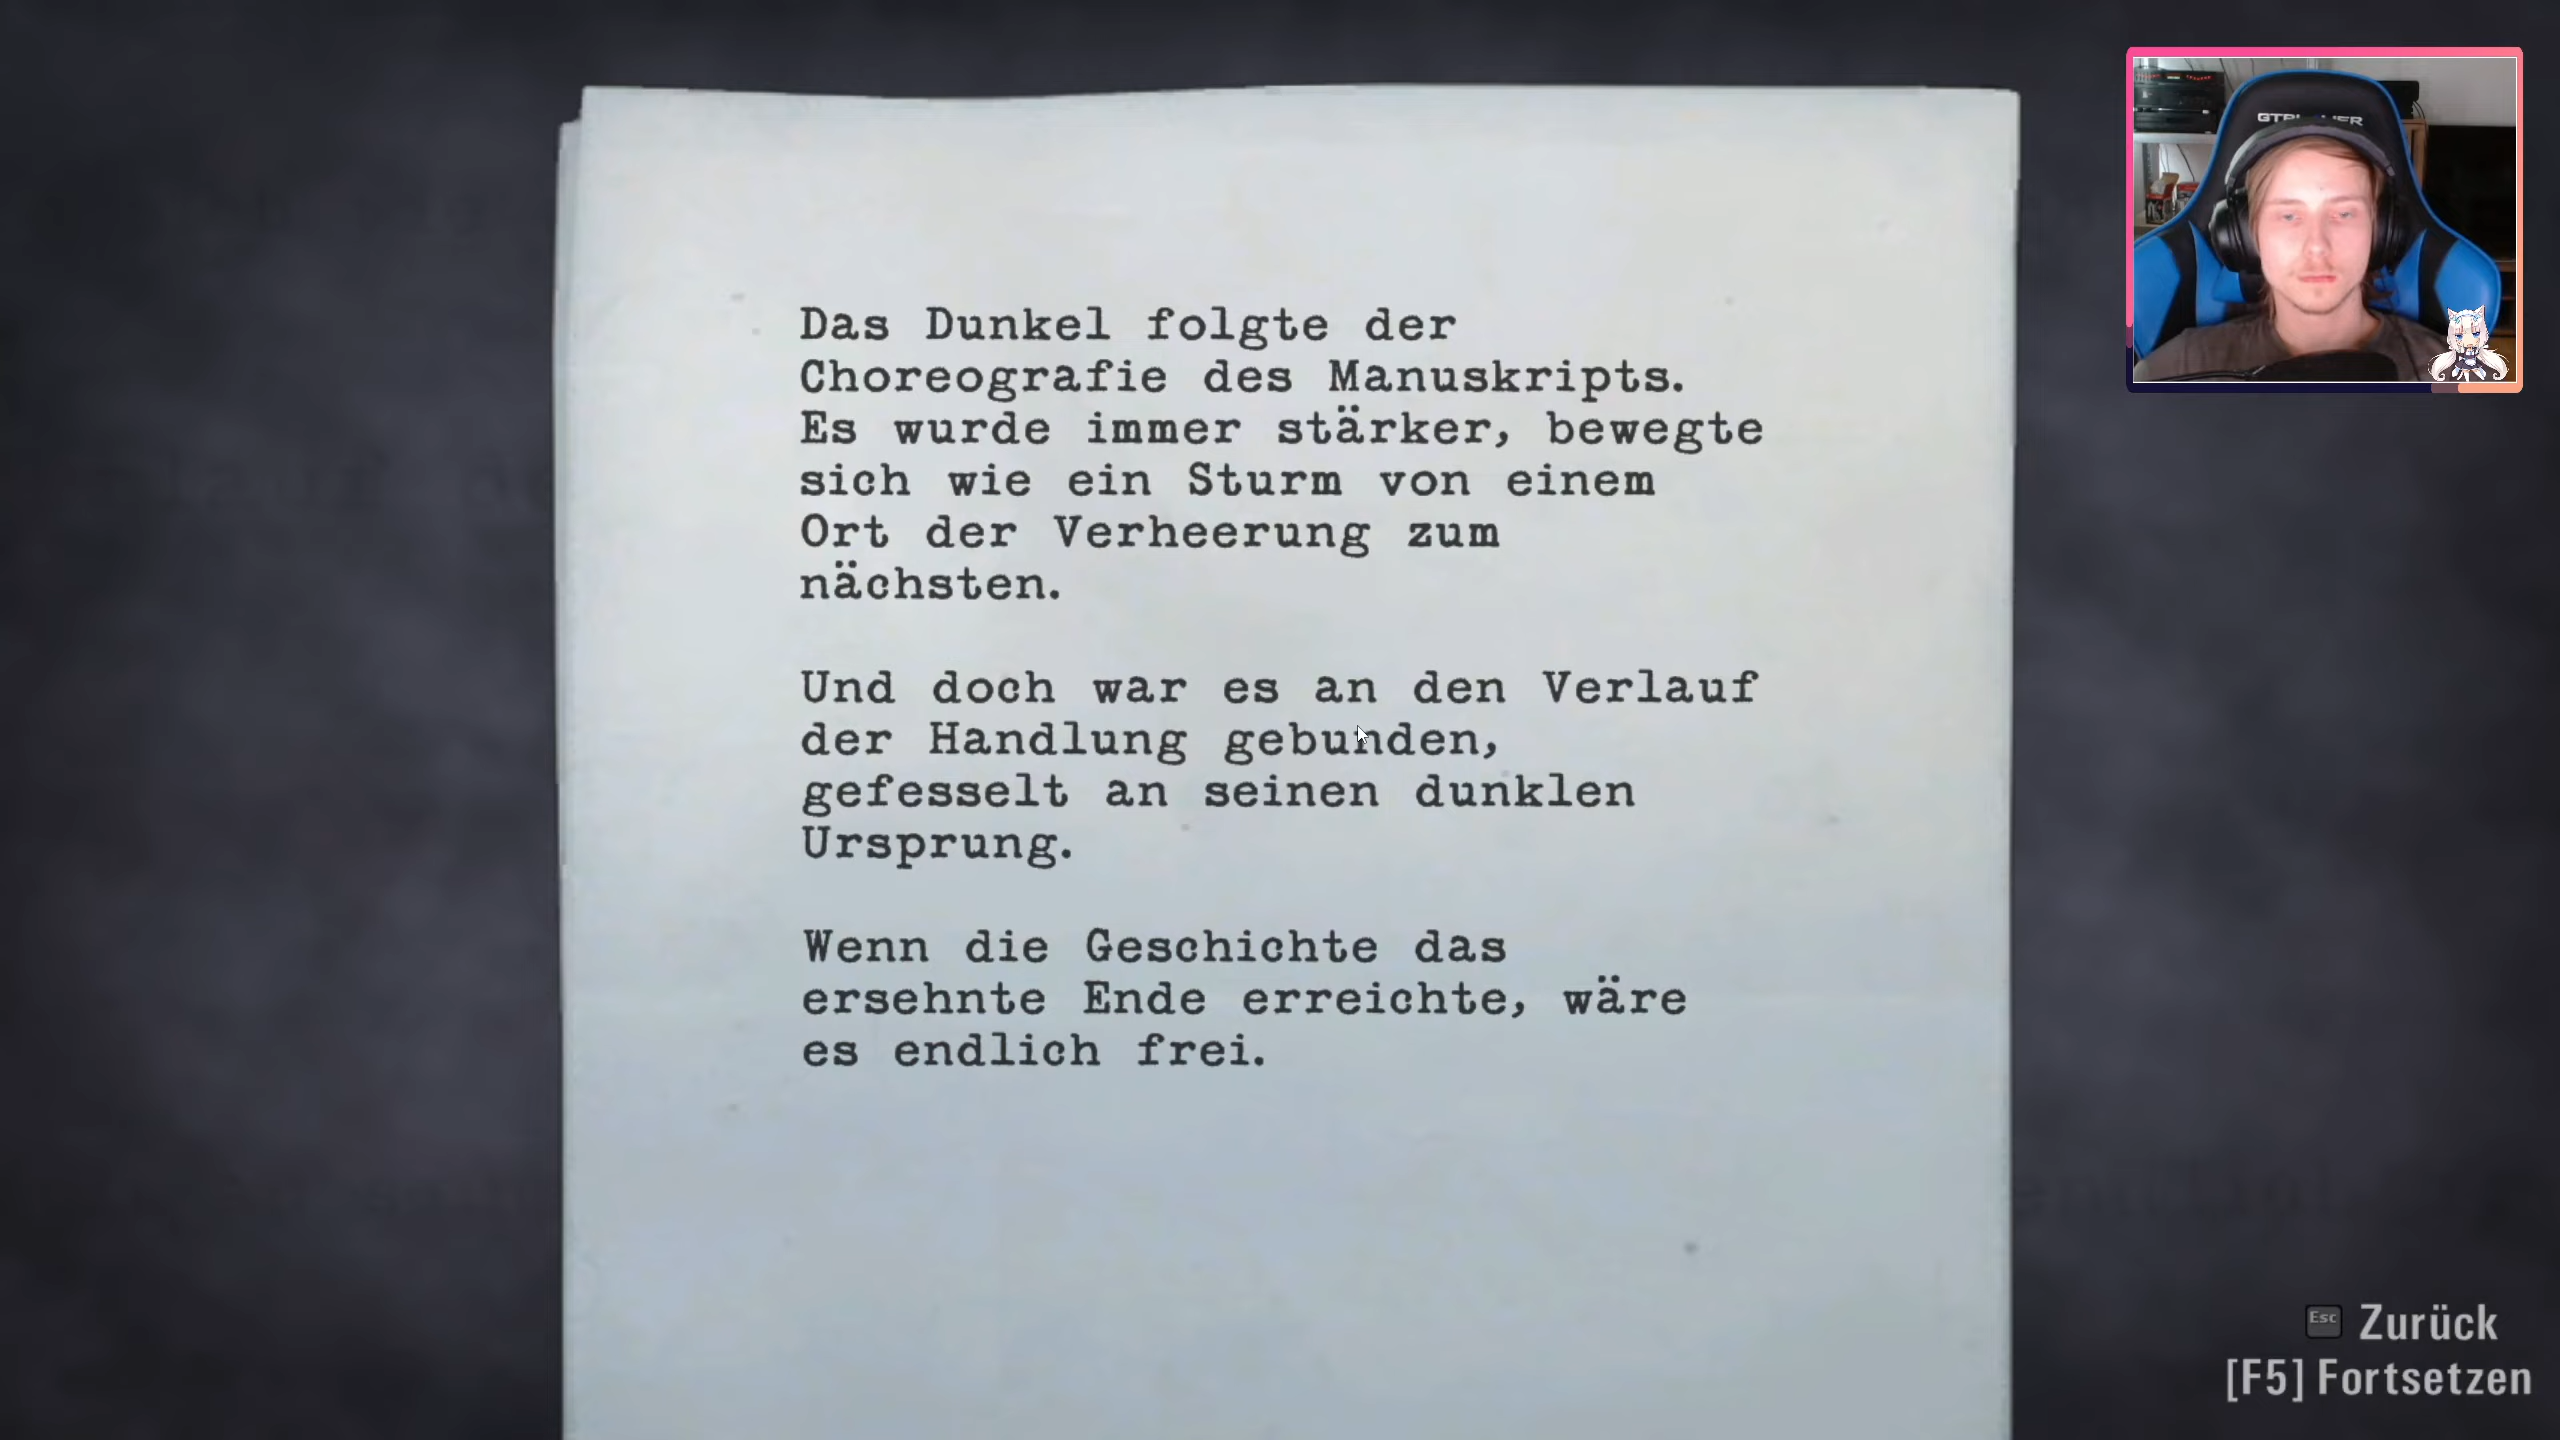 Das Dunkel folgte der
Choreografie des Manuskripts.
Es wurde immer stärker, bewegte
sich wie ein Sturm von einem
Ort der Verheerung zum
nächsten.
Und doch war es an den Verlauf
der Handlung gebunden,
gefesselt an seinen dunklen
Ursprung.
Wenn die Geschichte das
ersehnte Ende erreichte, wäre
es endlich frei.
Esc Zurück
[F5] Fortsetzen